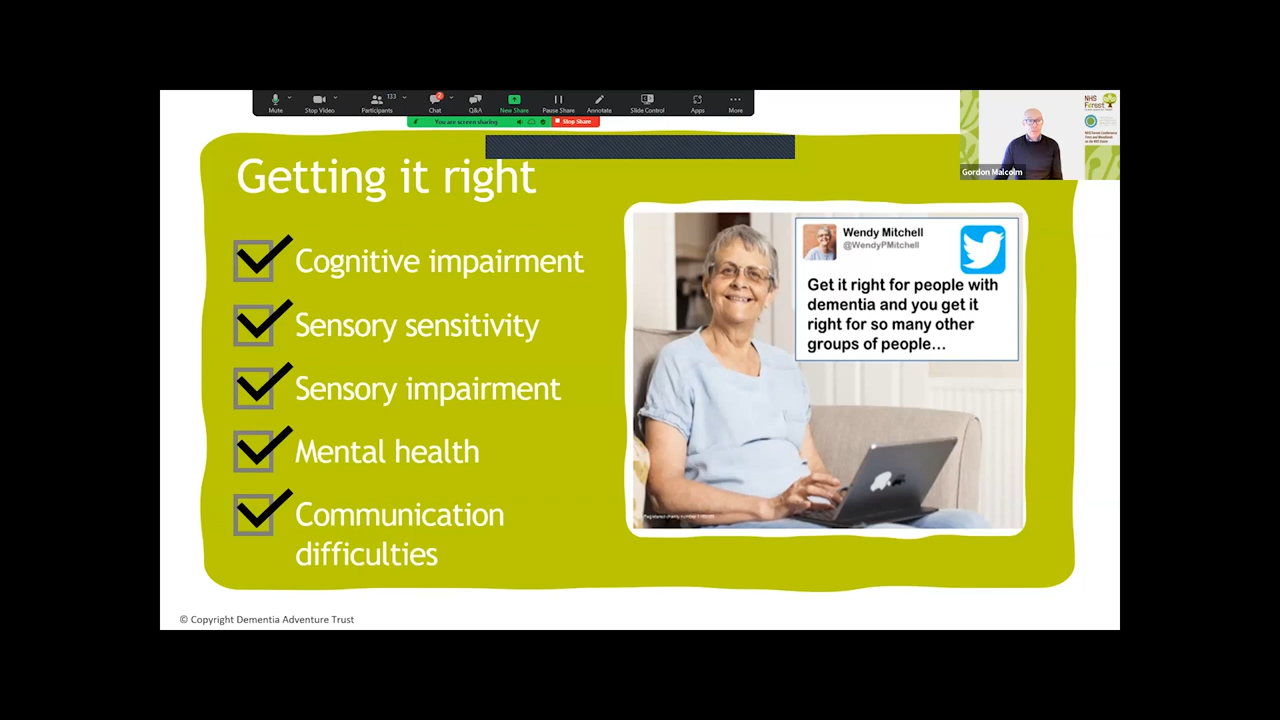 133
2
Mute
Stop Video
Participants
Chat
Q&A
New Share
Pause Share
Annotate
Slide Control
Apps
More
You are screen sharing
Stop Share
NHS
Forest
Gordon Malcolm
Getting it right
Cognitive impairment
Sensory sensitivity
Sensory impairment
Mental health
Communication
difficulties
Wendy Mitchell
@WendyPMitchell
Get it right for people with
dementia and you get it
right for so many other
groups of people…
© Copyright Dementia Adventure Trust